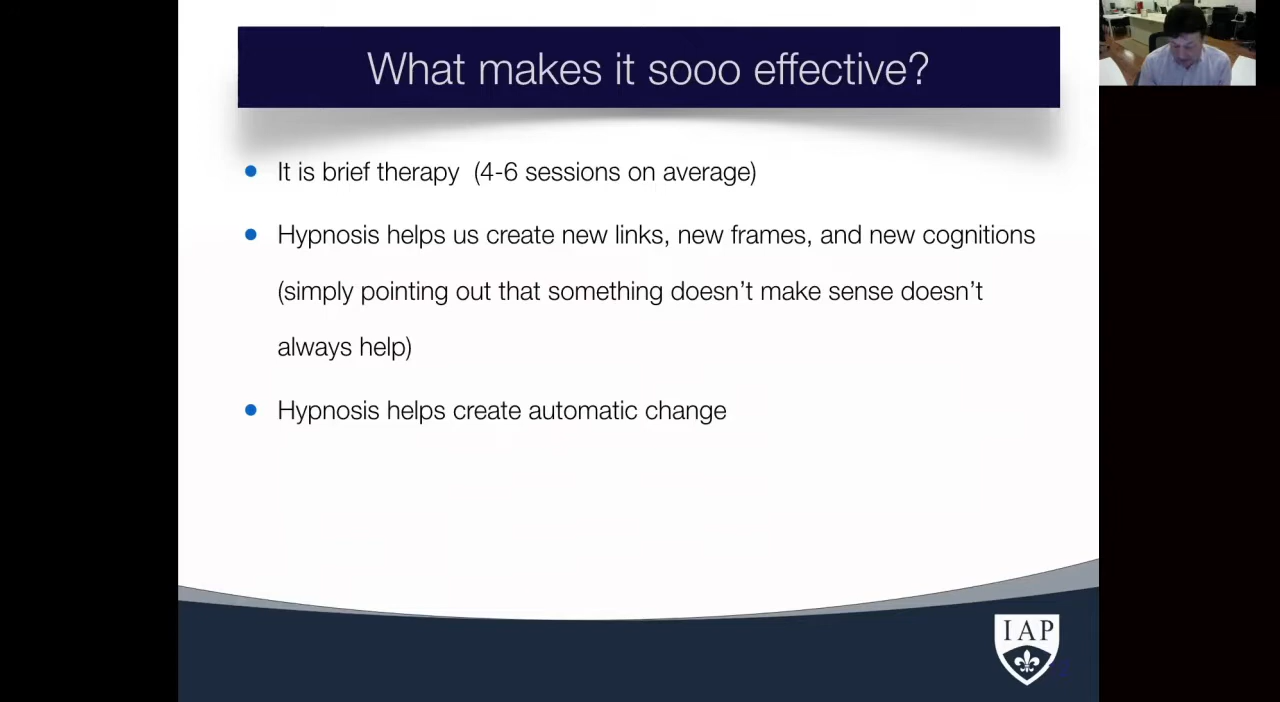 What makes it sooo effective?
It is brief therapy (4-6 sessions on average)
Hypnosis helps us create new links, new frames, and new cognitions
(simply pointing out that something doesn't make sense doesn't
always help)
Hypnosis helps create automatic change
IAP